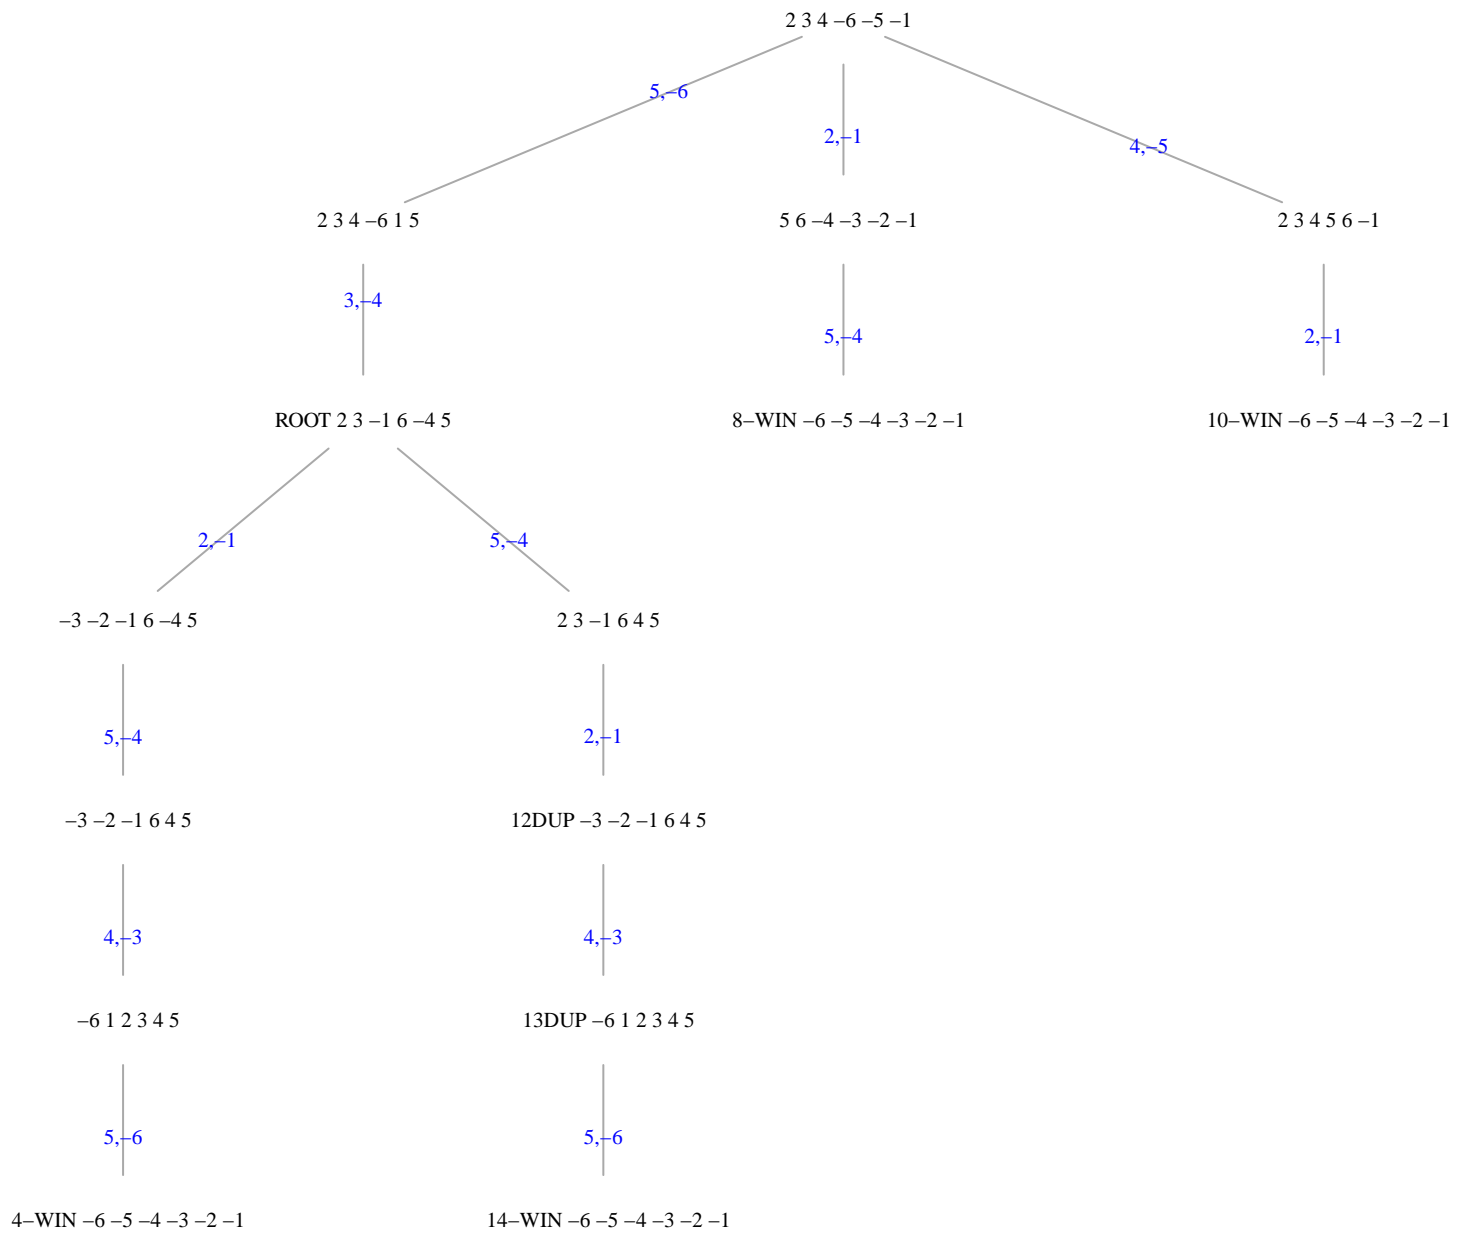 2 3 4 –6 –5 –1
5,–6
2,–1
4,–5
2 3 4 –6 1 5
5 6 –4 –3 –2 –1
2 3 4 5 6 –1
3,–4
5,–4
2,–1
ROOT 2 3 –1 6 –4 5
8–WIN –6 –5 –4 –3 –2 –1
10–WIN –6 –5 –4 –3 –2 –1
2,–1
5,–4
–3 –2 –1 6 –4 5
2 3 –1 6 4 5
5,–4
2,–1
–3 –2 –1 6 4 5
12DUP –3 –2 –1 6 4 5
4,–3
4,–3
–6 1 2 3 4 5
13DUP –6 1 2 3 4 5
5,–6
5,–6
4–WIN –6 –5 –4 –3 –2 –1
14–WIN –6 –5 –4 –3 –2 –1